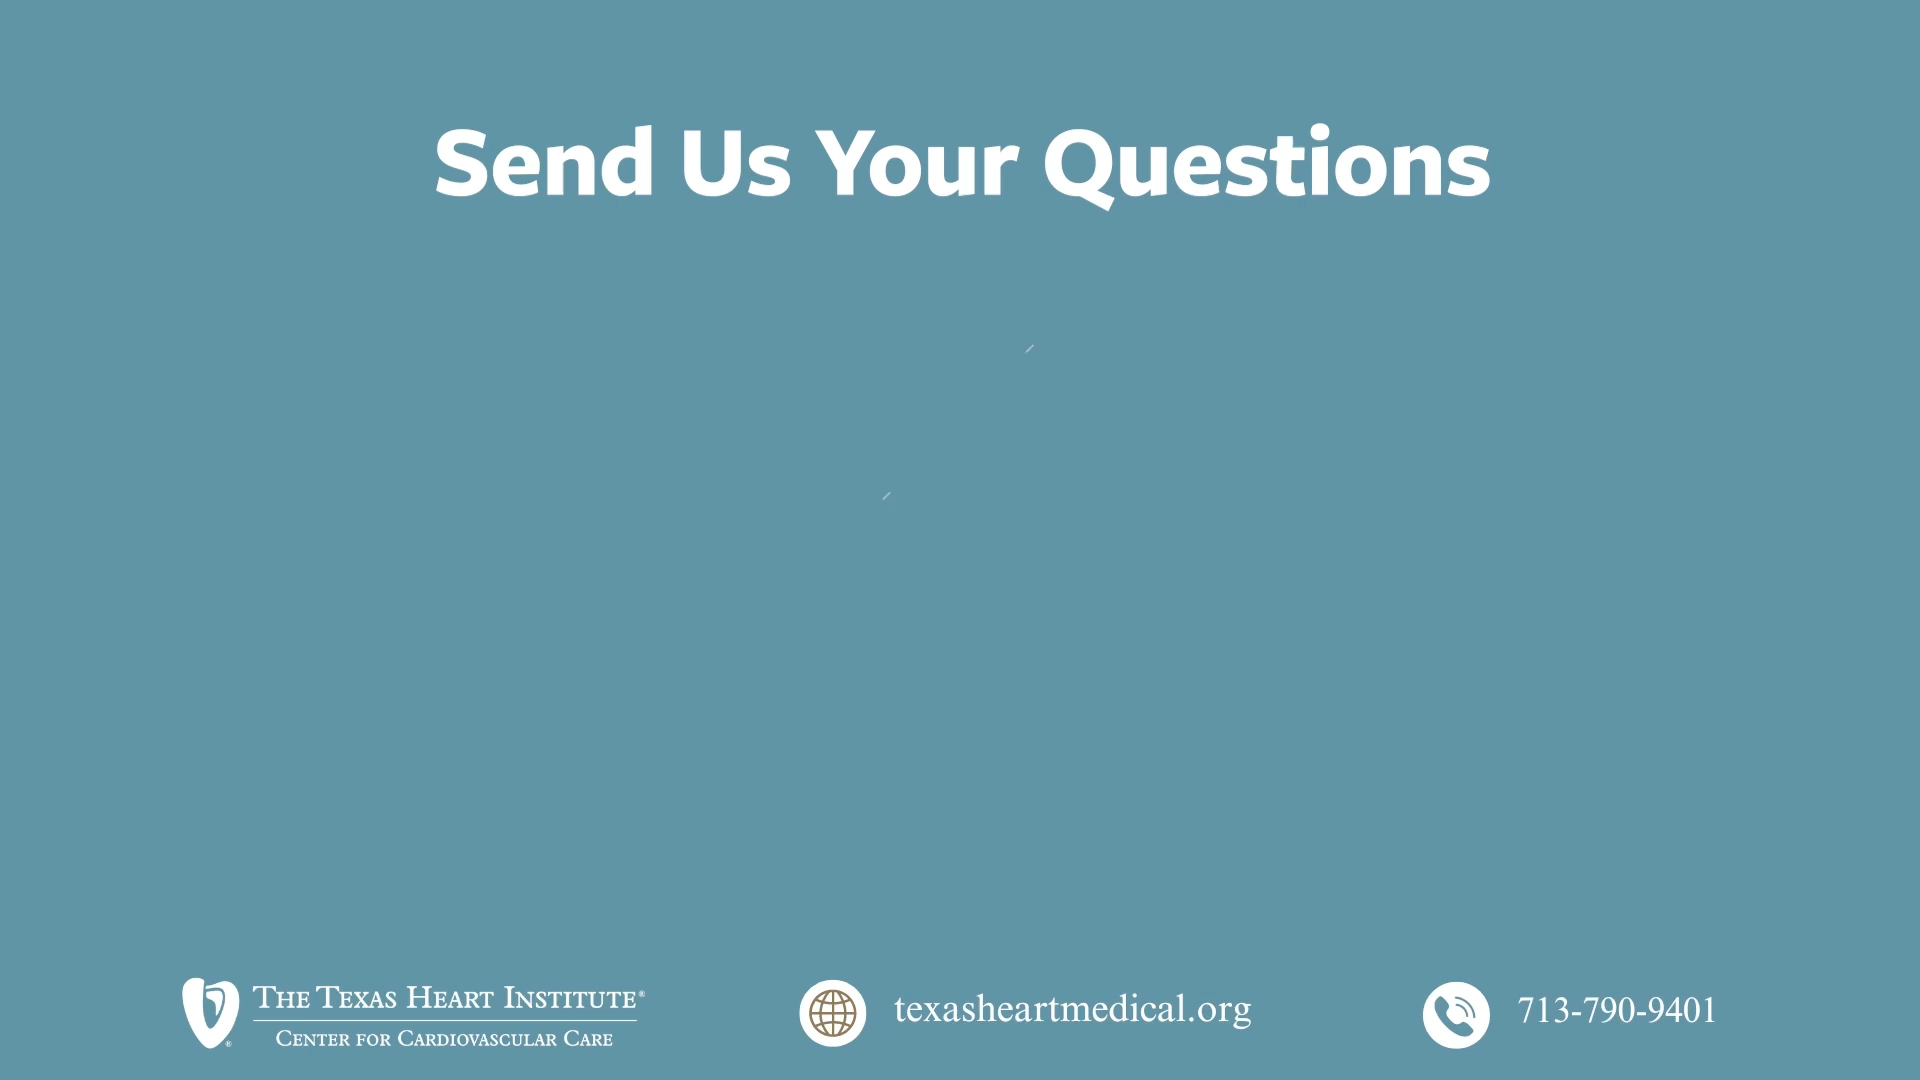 Send Us Your Questions
THE TEXAS HEART INSTITUTE®
CENTER FOR CARDIOVASCULAR CARE
®
texasheartmedical.org
713-790-9401